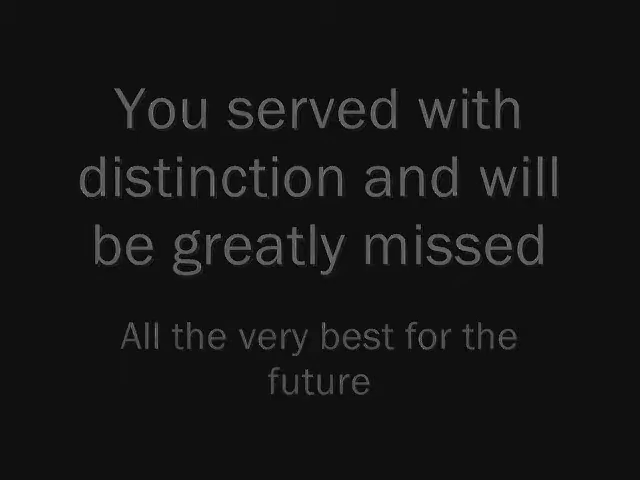 You served with
distinction and will
be greatly missed
All the very best for the
future